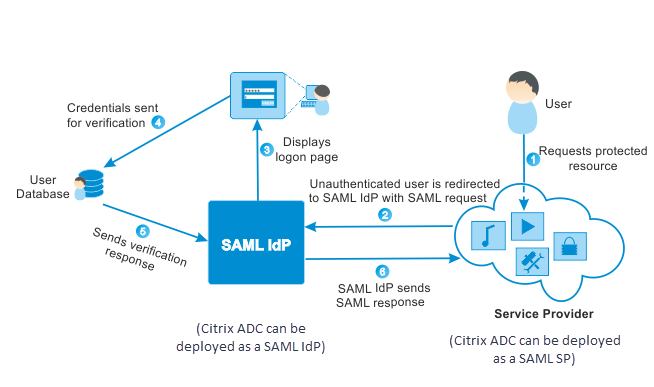 Credentials sent
for verification 4
User
1 Requests protected
resource
3 Displays
logon page
User
Database
Unauthenticated user is redirected
to SAML IdP with SAML request
2
5
Sends verification
response
SAML IdP
6
SAML IdP sends
SAML response
Service Provider
(Citrix ADC can be
deployed as a SAML IdP)
(Citrix ADC can be deployed
as a SAML SP)